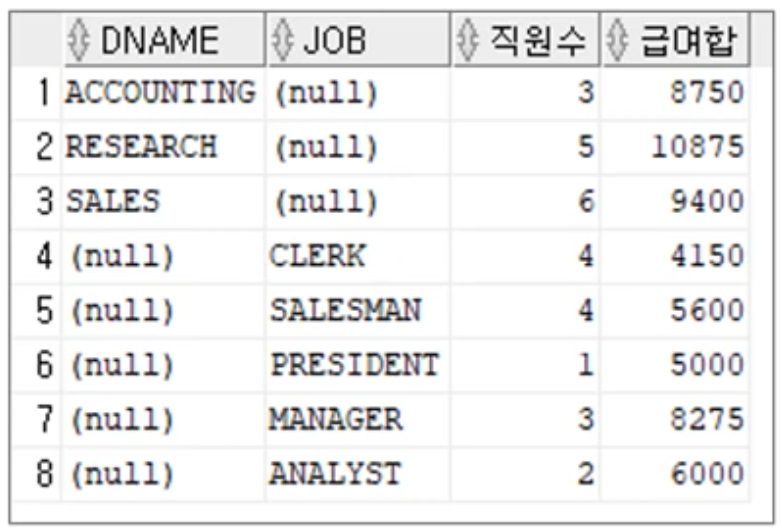 DNAME JOB 직원수 급여합
1 ACCOUNTING (null) 3 8750
2 RESEARCH (null) 5 10875
3 SALES (null) 6 9400
4 (null) CLERK 4 4150
5 (null) SALESMAN 4 5600
6 (null) PRESIDENT 1 5000
7 (null) MANAGER 3 8275
8 (null) ANALYST 2 6000